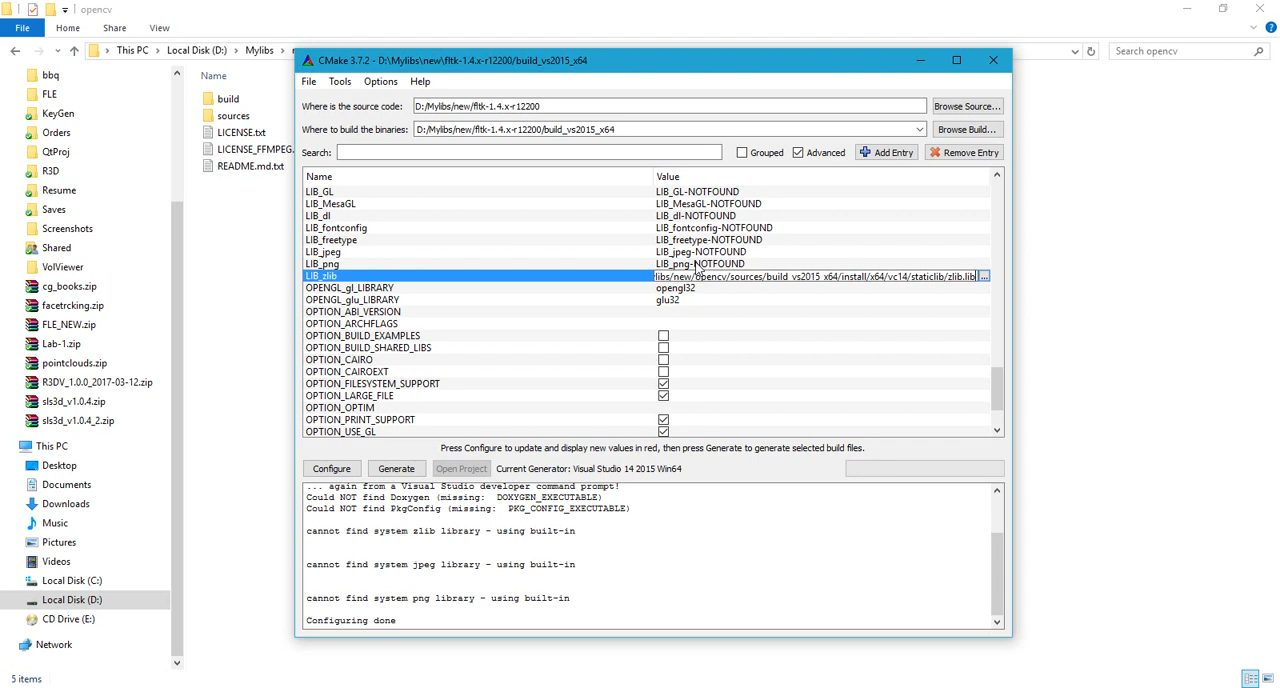 opencv
File
Home
Share
View
This PC
Local Disk (D:)
Mylibs
Search opencv
bbq
FLE
KeyGen
Orders
QtProj
R3D
Resume
Saves
Screenshots
Shared
VolViewer
cg_books.zip
facetrcking.zip
FLE_NEW.zip
Lab-1.zip
pointclouds.zip
R3DV_1.0.0_2017-03-12.zip
sls3d_v1.0.4.zip
sls3d_v1.0.4_2.zip
This PC
Desktop
Documents
Downloads
Music
Pictures
Videos
Local Disk (C:)
Local Disk (D:)
CD Drive (E:)
Network
5 items
Name
build
sources
LICENSE.txt
LICENSE_FFMPEG.
README.md.txt
CMake 3.7.2 - D:\Mylibs\new\fltk-1.4.x-r12200/build_vs2015_x64
File Tools Options Help
Where is the source code: D:/Mylibs/new/fltk-1.4.x-r12200 Browse Source...
Where to build the binaries: D:/Mylibs/new/fltk-1.4.x-r12200/build_vs2015_x64 Browse Build...
Search: Grouped Advanced Add Entry Remove Entry
Name Value
LIB_GL LIB_GL-NOTFOUND
LIB_MesaGL LIB_MesaGL-NOTFOUND
LIB_dl LIB_dl-NOTFOUND
LIB_fontconfig LIB_fontconfig-NOTFOUND
LIB_freetype LIB_freetype-NOTFOUND
LIB_jpeg LIB_jpeg-NOTFOUND
LIB_png LIB_png-NOTFOUND
LIB_zlib libs/new/opencv/sources/build_vs2015_x64/install/x64/vc14/staticlib/zlib.lib ...
OPENGL_gl_LIBRARY opengl32
OPENGL_glu_LIBRARY glu32
OPTION_ABI_VERSION
OPTION_ARCHFLAGS
OPTION_BUILD_EXAMPLES
OPTION_BUILD_SHARED_LIBS
OPTION_CAIRO
OPTION_CAIROEXT
OPTION_FILESYSTEM_SUPPORT
OPTION_LARGE_FILE
OPTION_OPTIM
OPTION_PRINT_SUPPORT
OPTION_USE_GL
Press Configure to update and display new values in red, then press Generate to generate selected build files.
Configure Generate Open Project Current Generator: Visual Studio 14 2015 Win64
... again from a Visual Studio developer command prompt!
Could NOT find Doxygen (missing: DOXYGEN_EXECUTABLE)
Could NOT find PkgConfig (missing: PKG_CONFIG_EXECUTABLE)
cannot find system zlib library - using built-in
cannot find system jpeg library - using built-in
cannot find system png library - using built-in
Configuring done